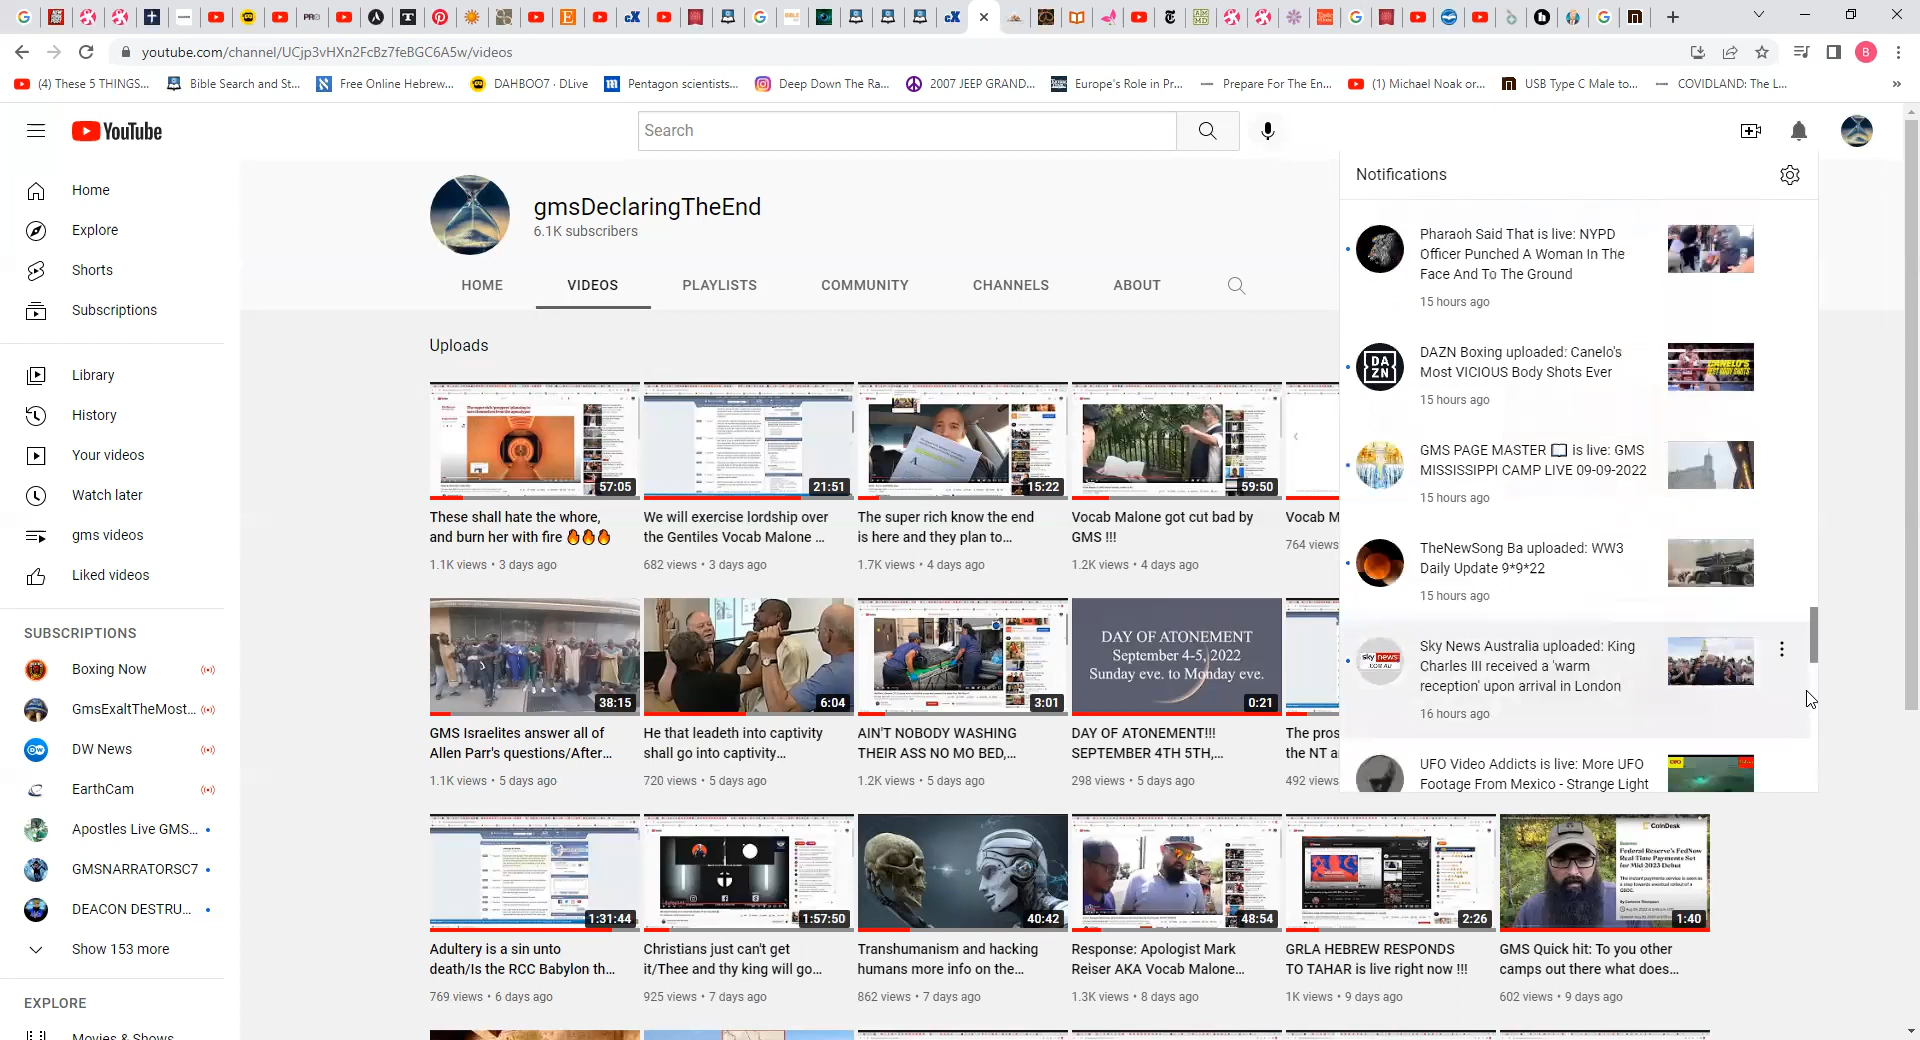 youtube.com/channel/UCjp3vHXn2FcBz7feBGC6A5w/videos
B
(4) These 5 THINGS...
Bible Search and St...
Free Online Hebrew...
DAHBOO7 · DLive
Pentagon scientists...
Deep Down The Ra...
2007 JEEP GRAND...
Europe's Role in Pr...
Prepare For The En...
(1) Michael Noak or...
USB Type C Male to...
COVIDLAND: The L...
YouTube
Search
Home
Explore
Shorts
Subscriptions
Library
History
Your videos
Watch later
gms videos
Liked videos
SUBSCRIPTIONS
Boxing Now
GmsExaltTheMost...
DW News
EarthCam
Apostles Live GMS...
GMSNARRATORSC7
DEACON DESTRU...
Show 153 more
EXPLORE
Movies & Shows
gmsDeclaringTheEnd
6.1K subscribers
HOME
VIDEOS
PLAYLISTS
COMMUNITY
CHANNELS
ABOUT
Uploads
57:05
21:51
15:22
59:50
These shall hate the whore,
and burn her with fire 🔥🔥🔥
1.1K views • 3 days ago
We will exercise lordship over
the Gentiles Vocab Malone ...
682 views • 3 days ago
The super rich know the end
is here and they plan to...
1.7K views • 4 days ago
Vocab Malone got cut bad by
GMS !!!
1.2K views • 4 days ago
Vocab M
764 views
38:15
6:04
3:01
DAY OF ATONEMENT
September 4-5, 2022
Sunday eve. to Monday eve.
0:21
GMS Israelites answer all of
Allen Parr's questions/After...
1.1K views • 5 days ago
He that leadeth into captivity
shall go into captivity...
720 views • 5 days ago
AIN'T NOBODY WASHING
THEIR ASS NO MO BED,...
1.2K views • 5 days ago
DAY OF ATONEMENT!!!
SEPTEMBER 4TH 5TH,...
298 views • 5 days ago
The pros
the NT a
492 views
1:31:44
1:57:50
40:42
48:54
2:26
CoinDesk
Federal Reserve's FedNow
Real Time Payments Set
for Mid 2023 Debut
1:40
Adultery is a sin unto
death/Is the RCC Babylon th...
769 views • 6 days ago
Christians just can't get
it/Thee and thy king will go...
925 views • 7 days ago
Transhumanism and hacking
humans more info on the...
862 views • 7 days ago
Response: Apologist Mark
Reiser AKA Vocab Malone...
1.3K views • 8 days ago
GRLA HEBREW RESPONDS
TO TAHAR is live right now !!!
1K views • 9 days ago
GMS Quick hit: To you other
camps out there what does...
602 views • 9 days ago
Notifications
Pharaoh Said That is live: NYPD
Officer Punched A Woman In The
Face And To The Ground
15 hours ago
DAZN
DAZN Boxing uploaded: Canelo's
Most VICIOUS Body Shots Ever
15 hours ago
GMS PAGE MASTER 📖 is live: GMS
MISSISSIPPI CAMP LIVE 09-09-2022
15 hours ago
TheNewSong Ba uploaded: WW3
Daily Update 9*9*22
15 hours ago
sky news
Sky News Australia uploaded: King
Charles III received a 'warm
reception' upon arrival in London
16 hours ago
UFO Video Addicts is live: More UFO
Footage From Mexico - Strange Light